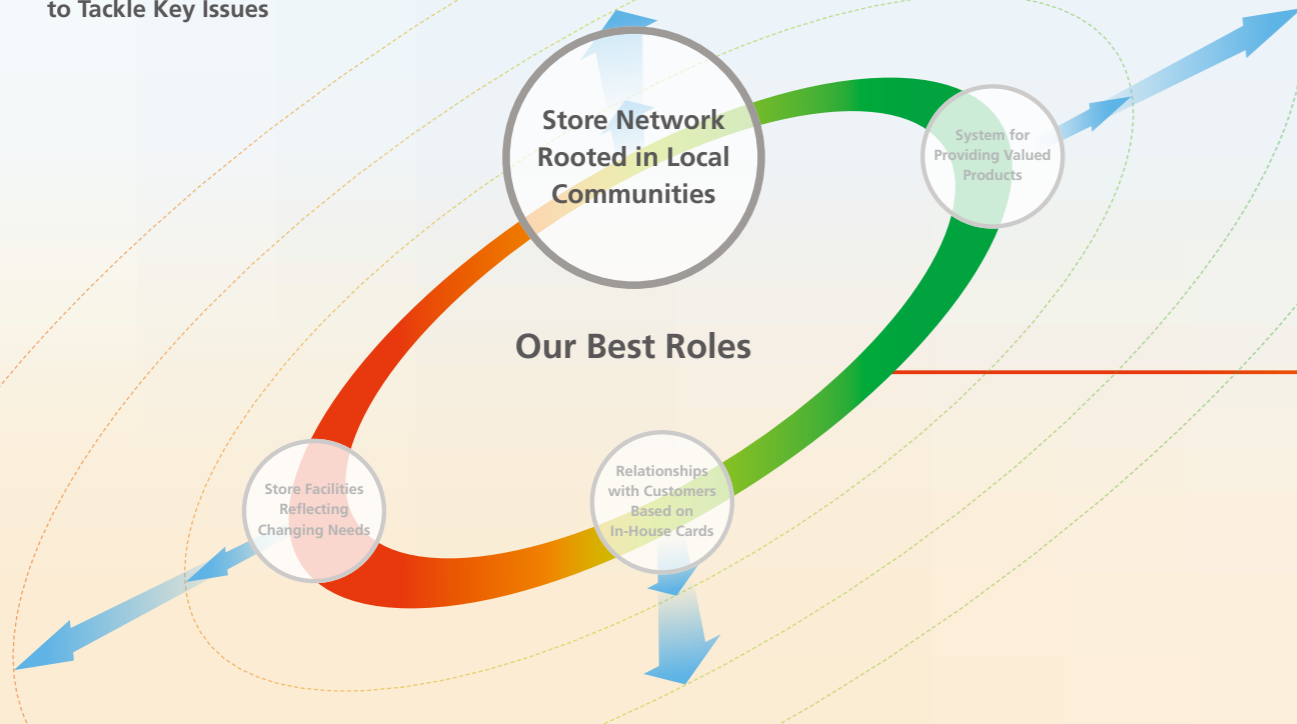 to Tackle Key Issues
Store Network
Rooted in Local
Communities
System for
Providing Valued
Products
Our Best Roles
Store Facilities
Reflecting
Changing Needs
Relationships
with Customers
Based on
In-House Cards